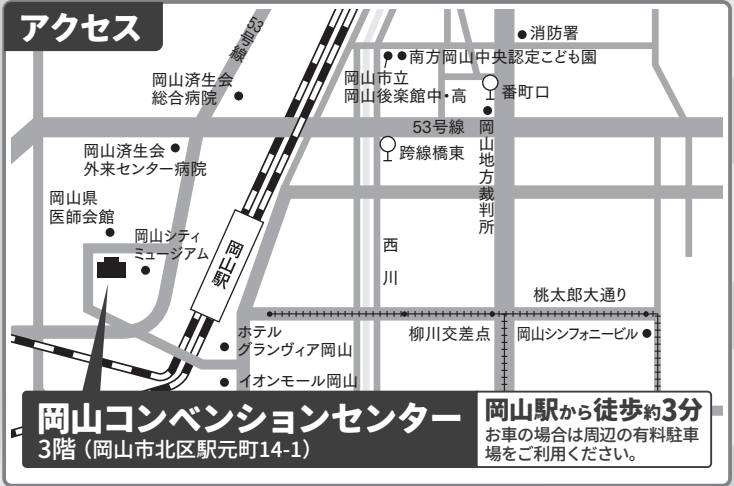 アクセス
53号線
消防署
南方岡山中央認定こども園
岡山市立
岡山後楽館中・高
番町口
岡山済生会
総合病院
53号線
岡山地方裁判所
跨線橋東
岡山済生会
外来センター病院
岡山県
医師会館
岡山シティ
ミュージアム
岡山駅
西川
桃太郎大通り
柳川交差点
岡山シンフォニービル
ホテル
グランヴィア岡山
イオンモール岡山
岡山コンベンションセンター
3階（岡山市北区駅元町14-1）
岡山駅から徒歩約3分
お車の場合は周辺の有料駐車
場をご利用ください。